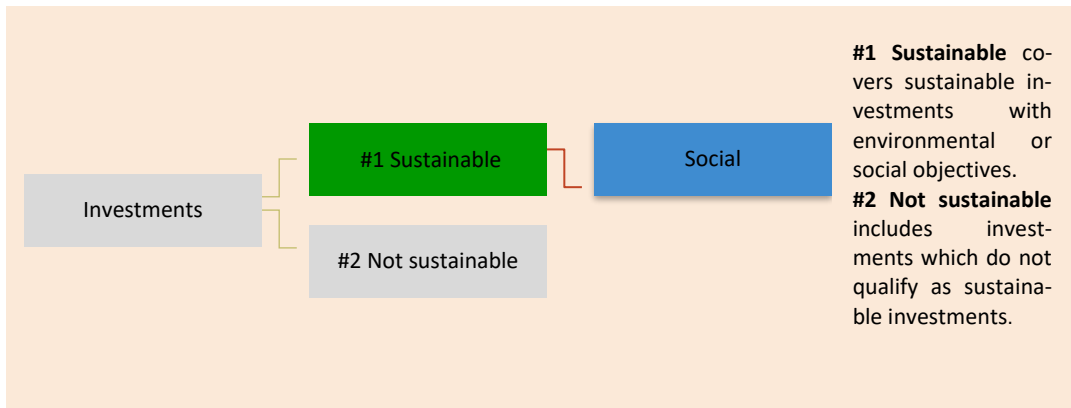 Investments
#1 Sustainable
Social
#2 Not sustainable
#1 Sustainable co-
vers sustainable in-
vestments with
environmental or
social objectives.
#2 Not sustainable
includes invest-
ments which do not
qualify as sustaina-
ble investments.